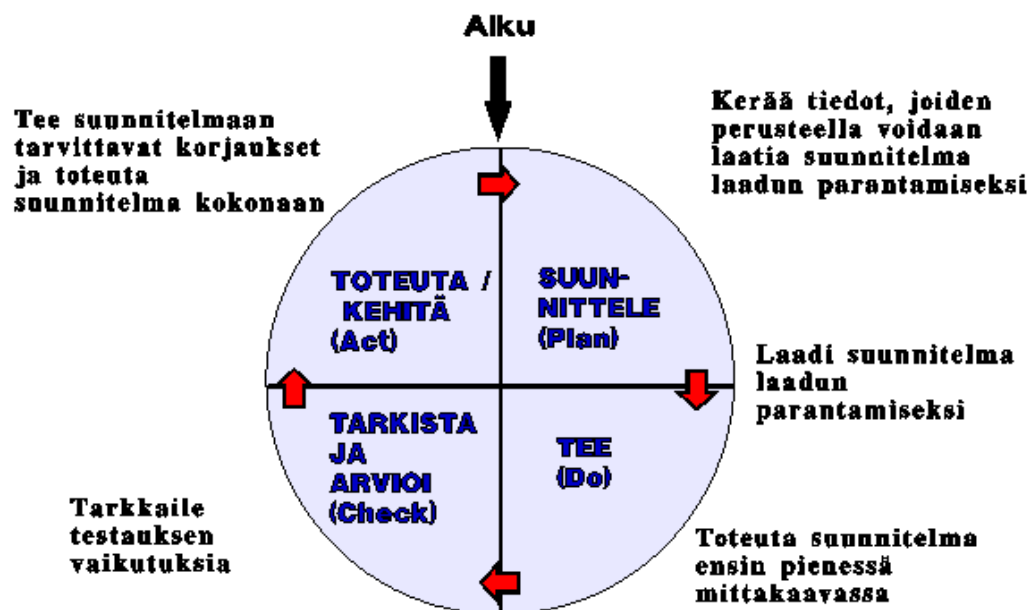 Alku
Tee suunnitelmaan
tarvittavat korjaukset
ja toteuta
suunnitelma kokonaan
Kerää tiedot, joiden
perusteella voidaan
laatia suunnitelma
laadun parantamiseksi
TOTEUTA /
KEHITÄ
(Act)
SUUN-
NITTELE
(Plan)
Laadi suunnitelma
laadun
parantamiseksi
TARKISTA
JA
ARVIOI
(Check)
TEE
(Do)
Tarkkaile
testauksen
vaikutuksia
Toteuta suunnitelma
ensin pienessä
mittakaavassa